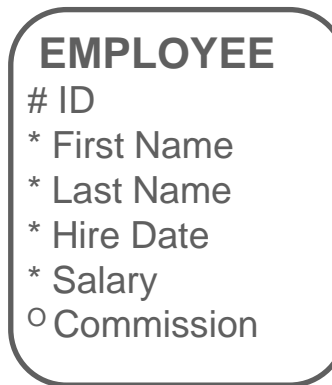 EMPLOYEE
# ID
* First Name
* Last Name
* Hire Date
* Salary
O Commission